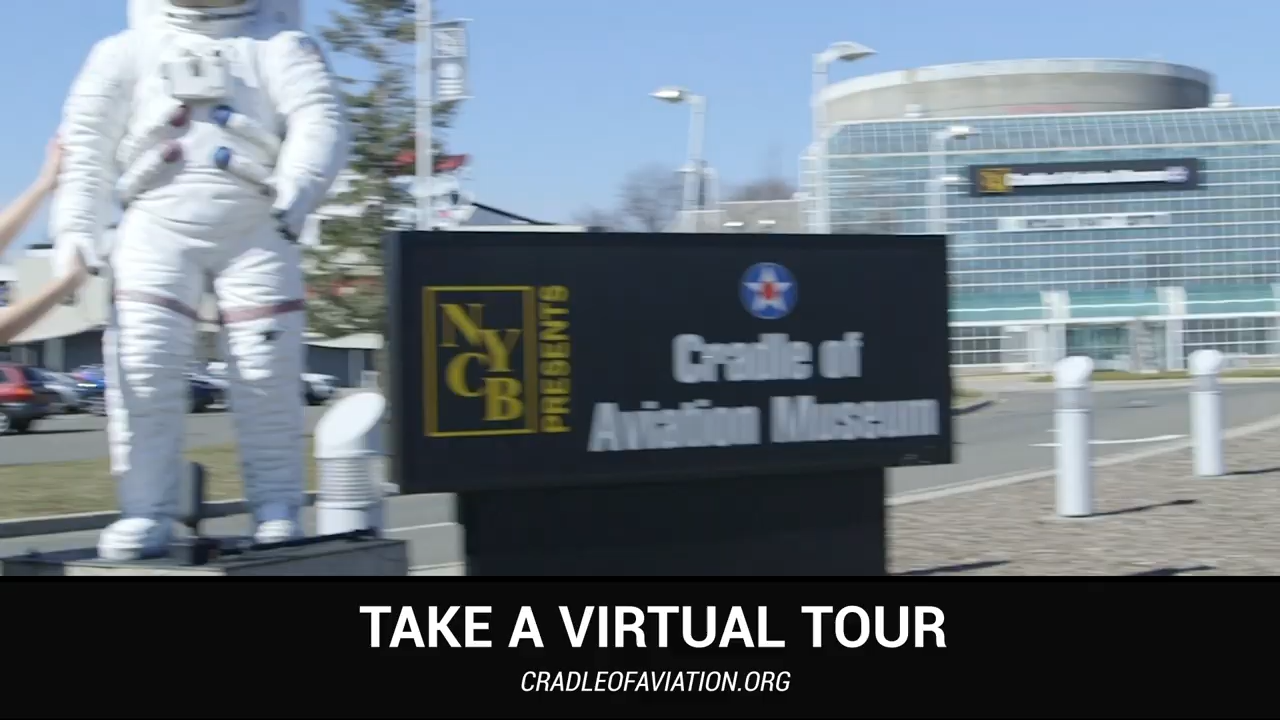 NYCB
PRESENTS
Cradle of
Aviation Museum
TAKE A VIRTUAL TOUR
CRADLEOFAVIATION.ORG